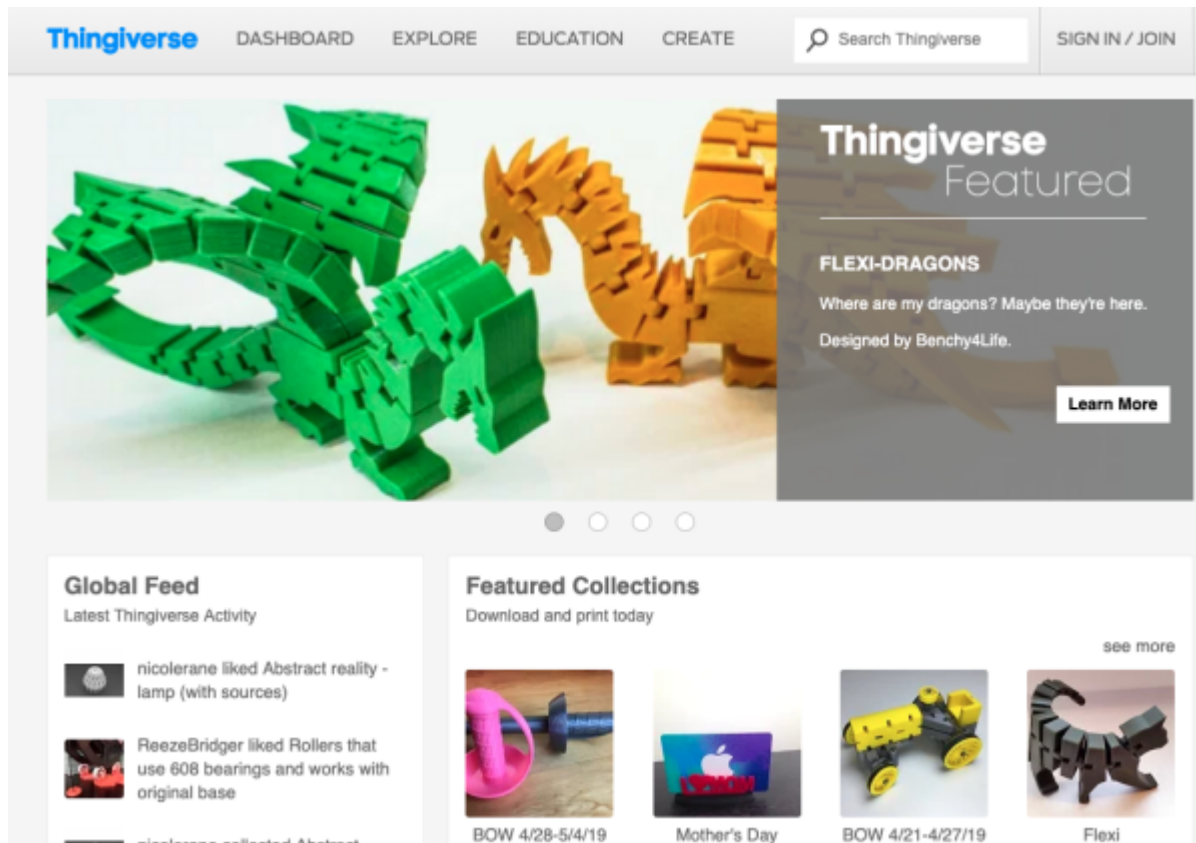 Thingiverse DASHBOARD EXPLORE EDUCATION CREATE Search Thingiverse SIGN IN / JOIN
Thingiverse
Featured
FLEXI-DRAGONS
Where are my dragons? Maybe they're here.
Designed by Benchy4Life.
Learn More
Global Feed
Latest Thingiverse Activity
nicolerane liked Abstract reality -
lamp (with sources)
ReezeBridger liked Rollers that
use 608 bearings and works with
original base
nicolerane collected Abstract
Featured Collections
Download and print today
see more
BOW 4/28-5/4/19
Mother's Day
BOW 4/21-4/27/19
Flexi